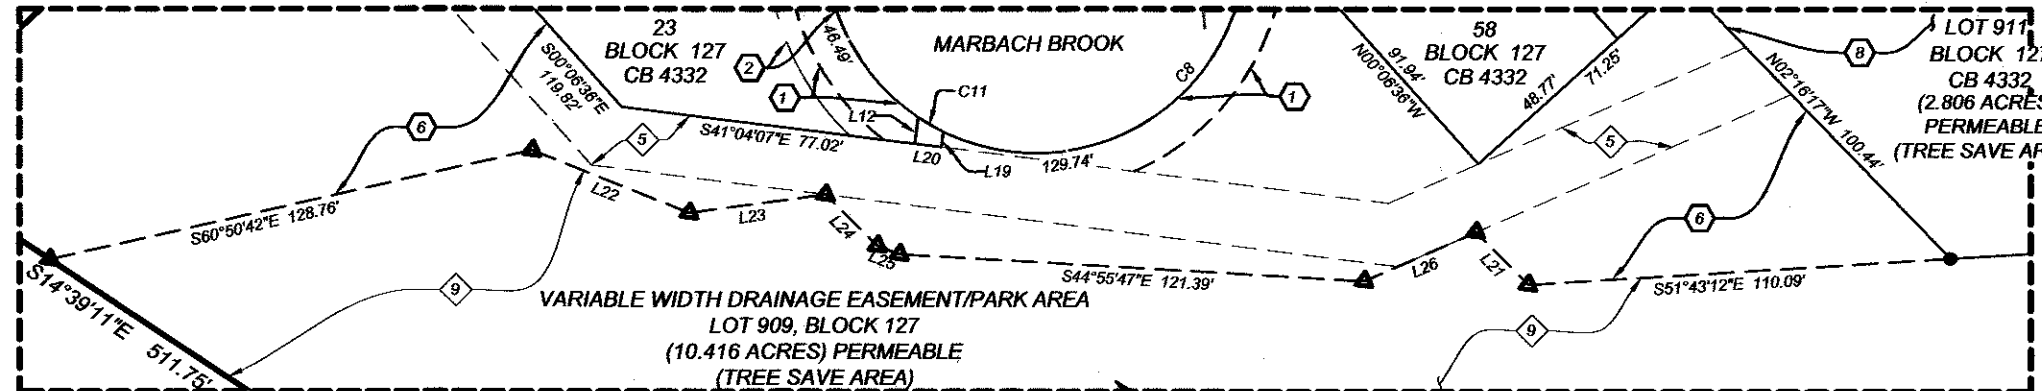 23
BLOCK 127
CB 4332
S00°06'36"E
119.82'
2
1
46.49'
MARBACH BROOK
C8
C11
L12
1
58
BLOCK 127
CB 4332
91.94'
N00°06'36"W
48.77'
71.25'
8
LOT 911
BLOCK 127
CB 4332
(2.806 ACRES
PERMEABLE
(TREE SAVE AR
N02°16'17"W 100.44'
6
5
S41°04'07"E 77.02'
L20
L19
129.74'
5
6
S60°50'42"E 128.76'
L22
L23
L24
L25
S44°55'47"E 121.39'
L26
L21
S51°43'12"E 110.09'
S14°39'11"E 511.75'
9
VARIABLE WIDTH DRAINAGE EASEMENT/PARK AREA
LOT 909, BLOCK 127
(10.416 ACRES) PERMEABLE
(TREE SAVE AREA)
9